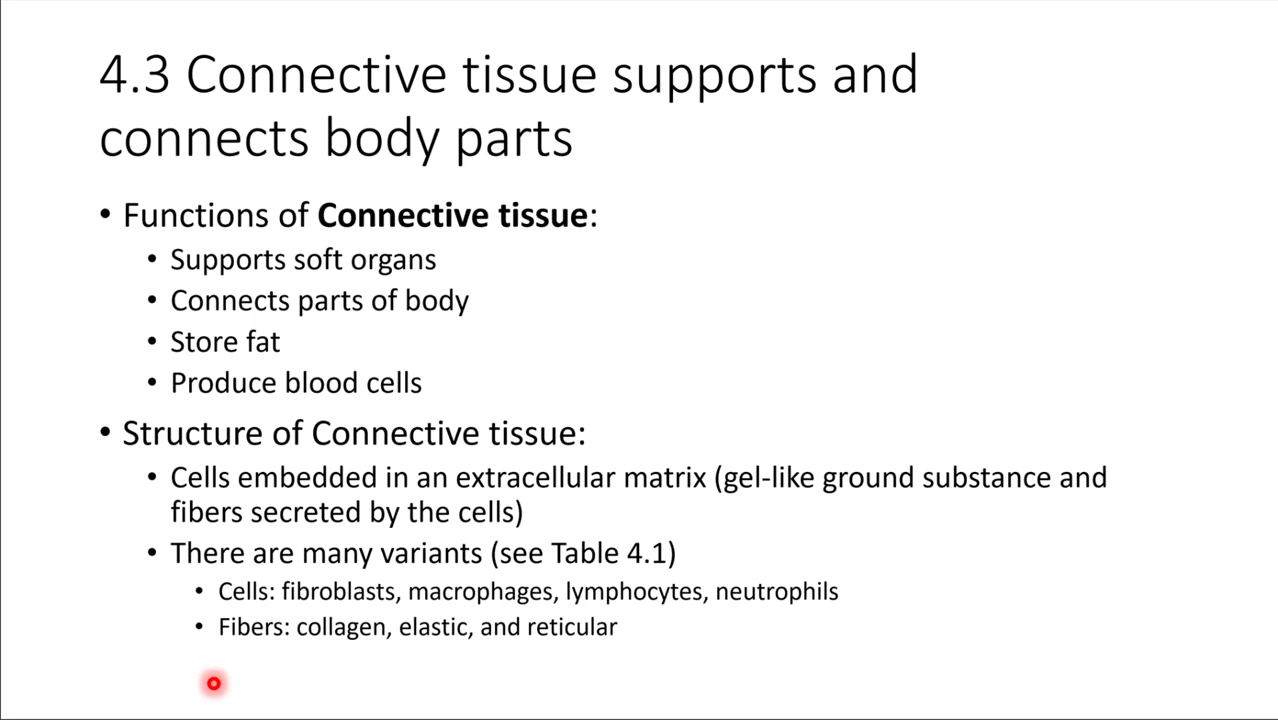 4.3 Connective tissue supports and
connects body parts
• Functions of Connective tissue:
• Supports soft organs
• Connects parts of body
• Store fat
• Produce blood cells
• Structure of Connective tissue:
• Cells embedded in an extracellular matrix (gel-like ground substance and
fibers secreted by the cells)
• There are many variants (see Table 4.1)
• Cells: fibroblasts, macrophages, lymphocytes, neutrophils
• Fibers: collagen, elastic, and reticular